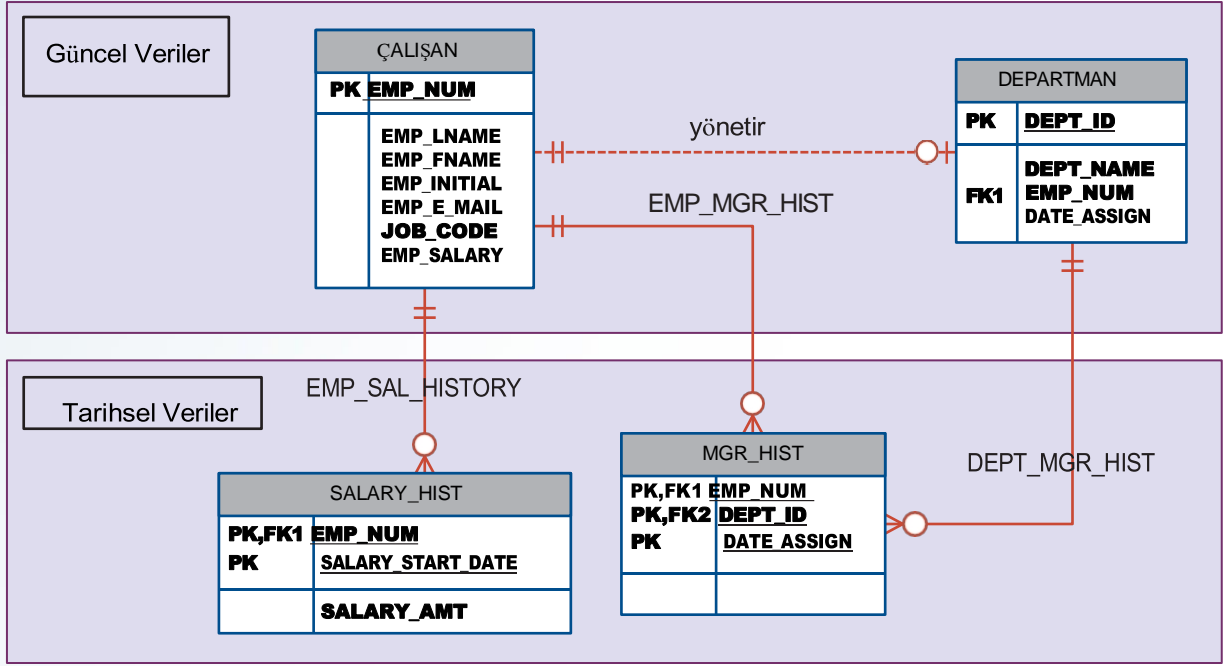 Güncel Veriler
ÇALIŞAN
PK EMP_NUM
EMP_LNAME
EMP_FNAME
EMP_INITIAL
EMP_E_MAIL
JOB_CODE
EMP_SALARY
yönetir
EMP_MGR_HIST
DEPARTMAN
PK DEPT_ID
DEPT_NAME
FK1 EMP_NUM
DATE_ASSIGN
Tarihsel Veriler
EMP_SAL_HISTORY
SALARY_HIST
PK,FK1 EMP_NUM
PK SALARY_START_DATE
SALARY_AMT
MGR_HIST
PK,FK1 EMP_NUM
PK,FK2 DEPT_ID
PK DATE_ASSIGN
DEPT_MGR_HIST